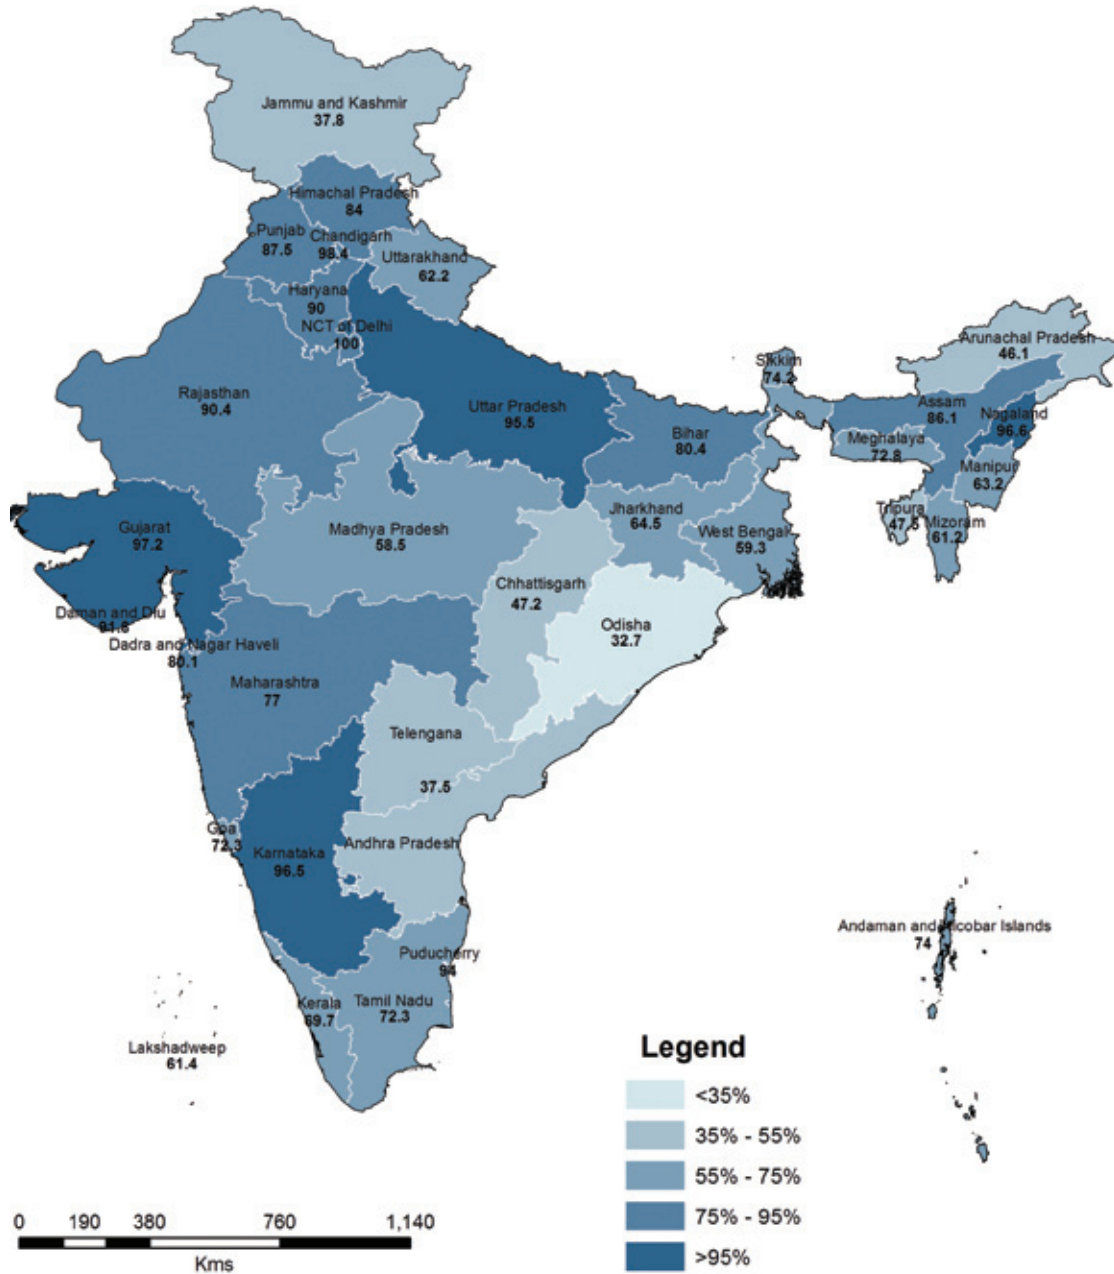 Jammu and Kashmir
37.8
Himachal Pradesh
84
Punjab
87.5
Chandigarh
98.4
Uttarakhand
62.2
Haryana
90
NCT of Delhi
100
Rajasthan
90.4
Uttar Pradesh
95.5
Bihar
80.4
Sikkim
74.2
Arunachal Pradesh
46.1
Assam
86.1
Nagaland
96.6
Meghalaya
72.8
Manipur
63.2
Tripura
47.5
Mizoram
61.2
Gujarat
97.2
Madhya Pradesh
58.5
Jharkhand
64.5
West Bengal
59.3
Chhattisgarh
47.2
Odisha
32.7
Daman and Diu
91.8
Dadra and Nagar Haveli
80.1
Maharashtra
77
Telengana
37.5
Goa
72.3
Karnataka
96.5
Andhra Pradesh
Puducherry
94
Kerala
69.7
Tamil Nadu
72.3
Lakshadweep
61.4
Andaman and Nicobar Islands
74
Legend
<35%
35% - 55%
55% - 75%
75% - 95%
>95%
0 190 380 760 1,140
Kms